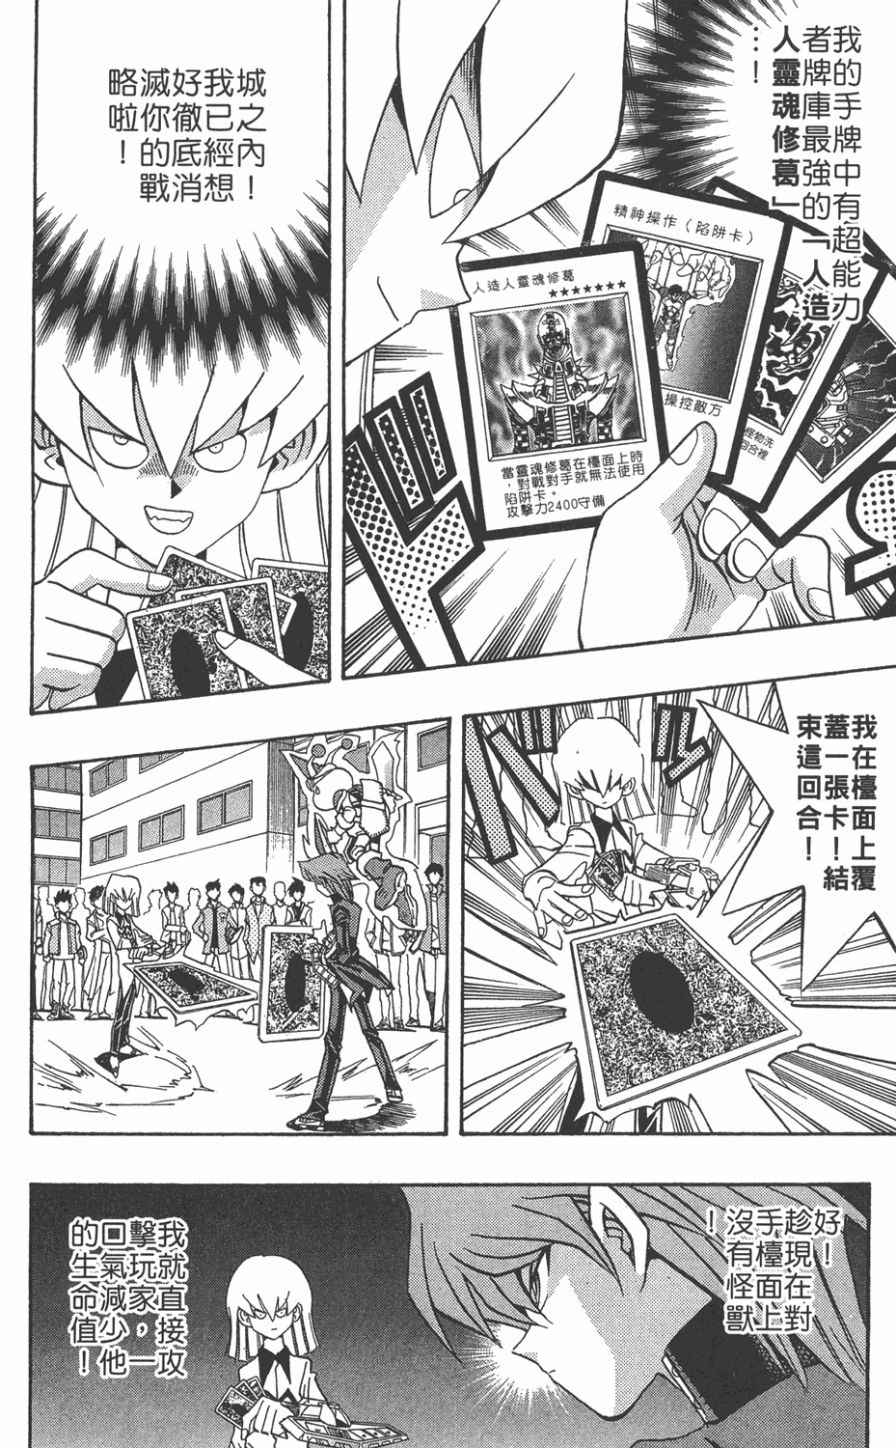 我的手牌中有超能力
者牌庫最強的「人造
人靈魂修葛」
…！
精神操作（陷阱卡）
操控敵方
人造人靈魂修葛
★★★★★★★
當靈魂修葛在檯面上時
，對戰對手就無法使用
陷阱卡。
攻擊力2400守備
怪物洗
回合裡
城之內！
我已經想
好徹底消
滅你的戰
略啦！
我在檯面上覆
蓋一張卡！結
束這回合！
好！
趁現在對
手檯面上
沒有怪獸
！
我就直接攻
擊玩家，一
口氣減少他
的生命值！